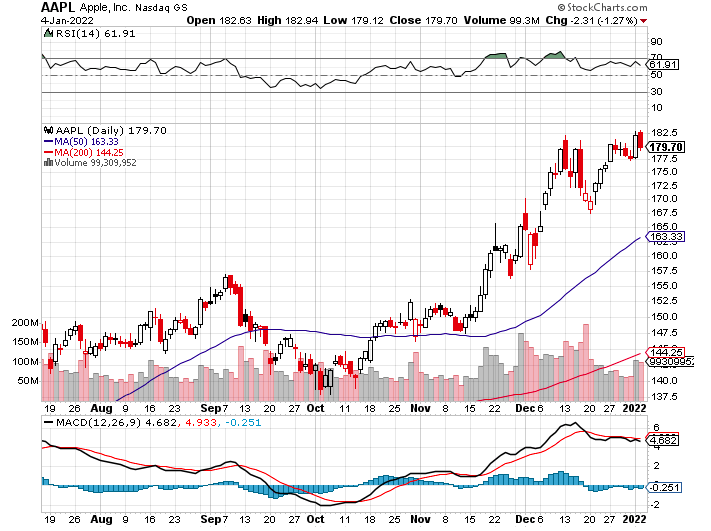 AAPL Apple, Inc. Nasdaq GS © StockCharts.com
4-Jan-2022 Open 182.63 High 182.94 Low 179.12 Close 179.70 Volume 99.3M Chg -2.31 (-1.27%)
RSI(14) 61.91
90
70
61.91
50
30
10
AAPL (Daily) 179.70
MA(50) 163.33
MA(200) 144.25
Volume 99,309,952
182.5
179.70
177.5
175.0
172.5
170.0
167.5
165.0
163.33
160.0
157.5
155.0
152.5
150.0
147.5
144.25
99309952
140.0
137.5
200M
150M
100M
50M
19 26 Aug 9 16 23 Sep 7 13 20 27 Oct 11 18 25 Nov 8 15 22 Dec 6 13 20 27 2022
MACD(12,26,9) 4.682, 4.933, -0.251
6
4.682
2
-0.251
-2
19 26 Aug 9 16 23 Sep 7 13 20 27 Oct 11 18 25 Nov 8 15 22 Dec 6 13 20 27 2022